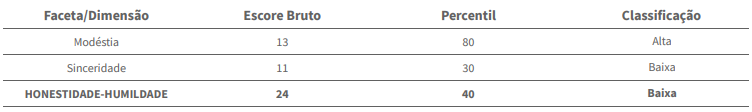 Faceta/Dimensão Escore Bruto Percentil Classificação
Modéstia 13 80 Alta
Sinceridade 11 30 Baixa
HONESTIDADE-HUMILDADE 24 40 Baixa